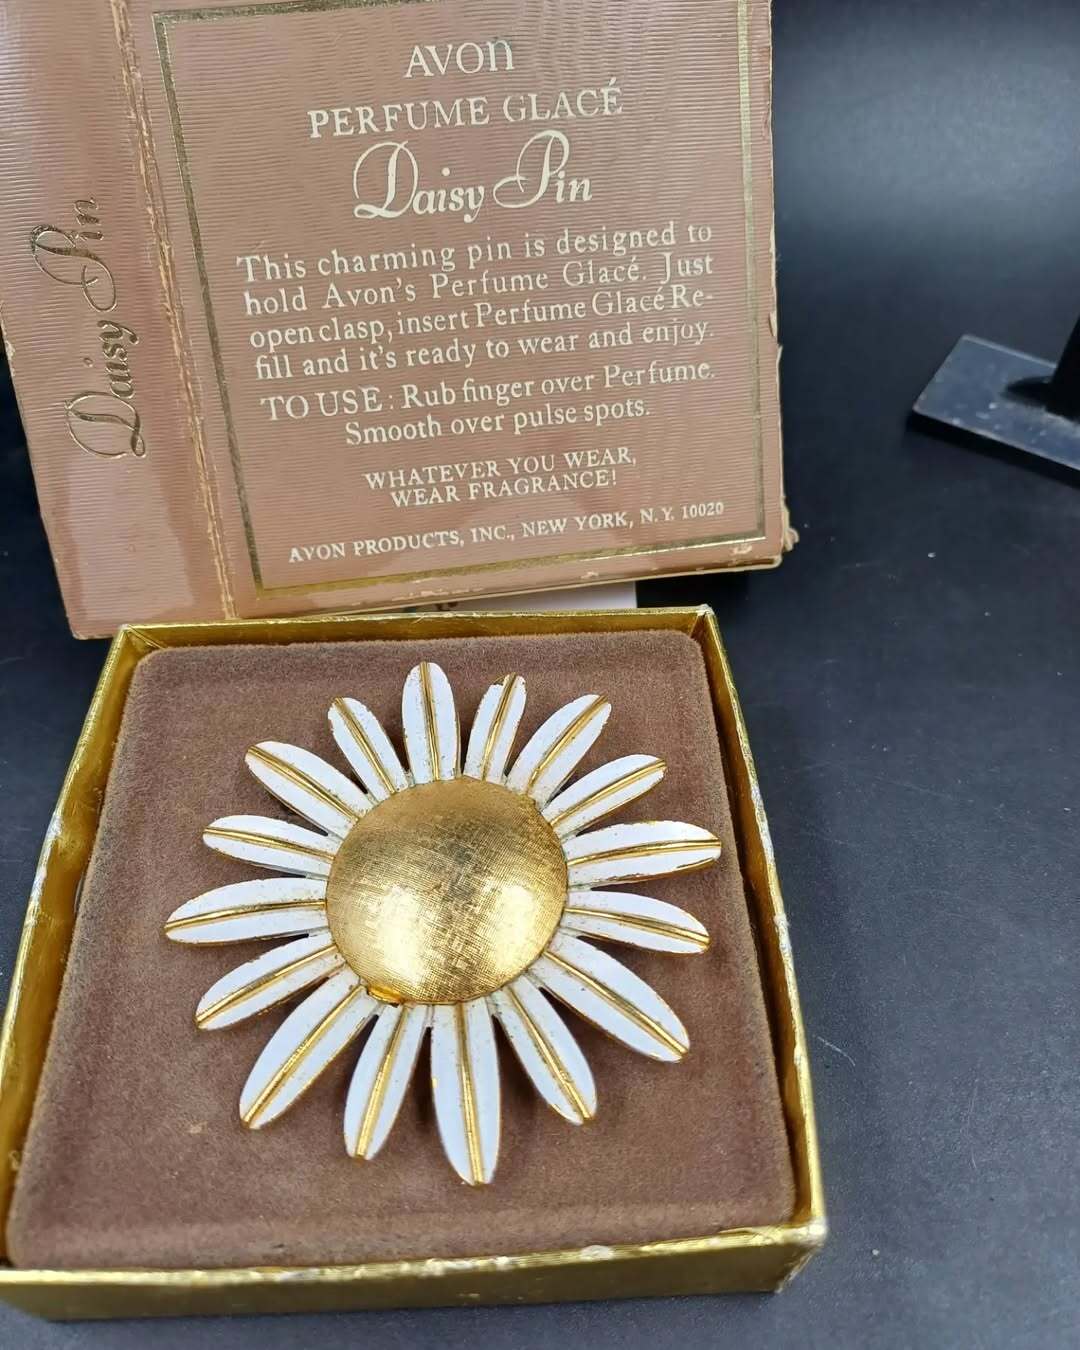 AVON
PERFUME GLACÉ
Daisy Pin
This charming pin is designed to
hold Avon's Perfume Glacé. Just
open clasp, insert Perfume Glacé Re-
fill and it's ready to wear and enjoy.
TO USE: Rub finger over Perfume.
Smooth over pulse spots.
WHATEVER YOU WEAR,
WEAR FRAGRANCE!
AVON PRODUCTS, INC., NEW YORK, N.Y. 10020
Daisy Pin